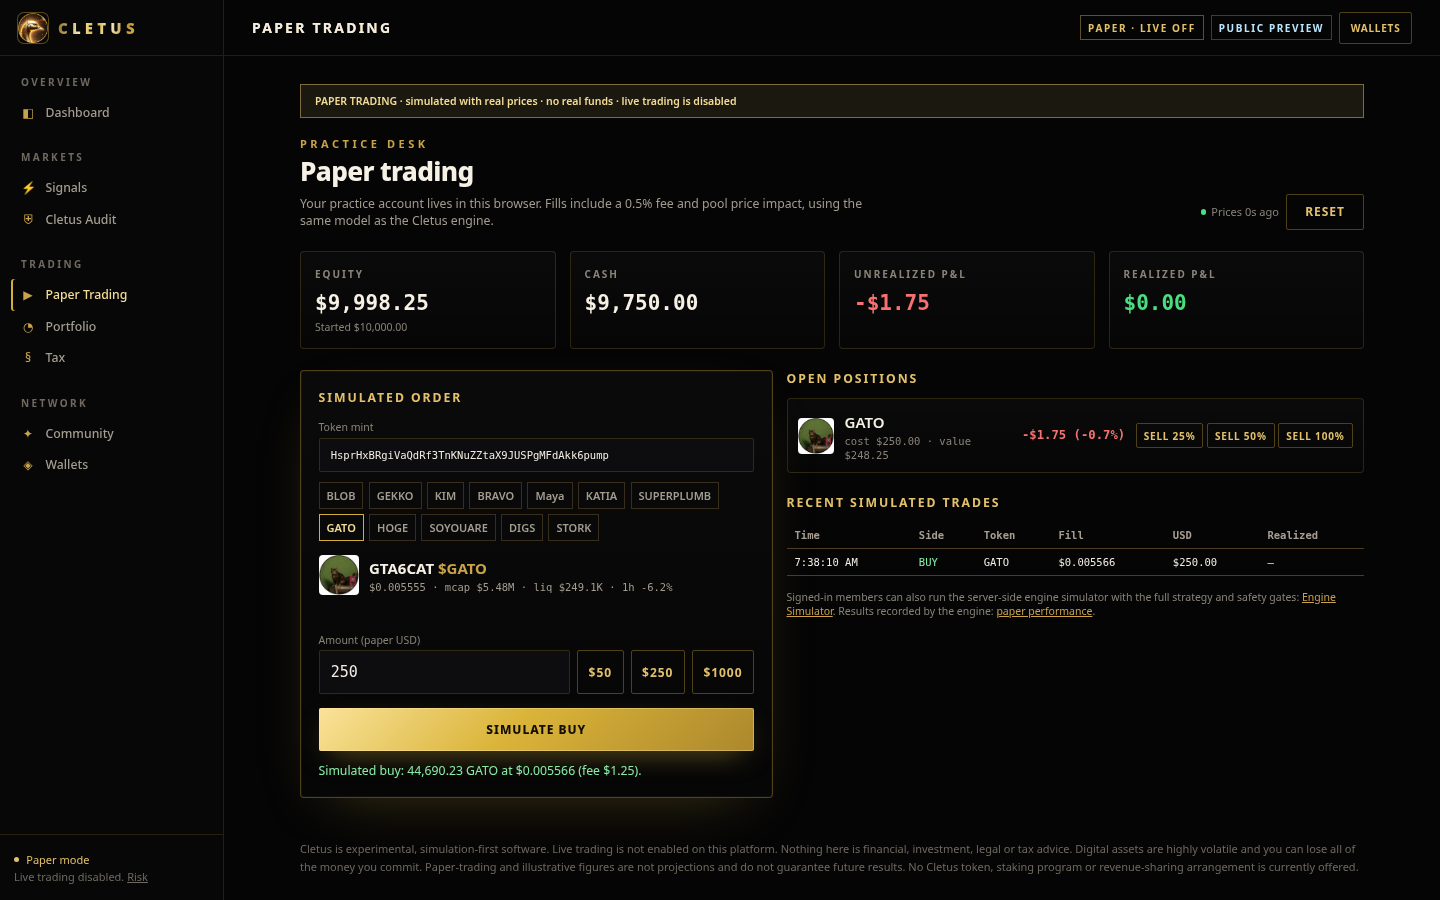 CLETUS
PAPER TRADING
PAPER · LIVE OFF
PUBLIC PREVIEW
WALLETS
OVERVIEW
Dashboard
MARKETS
Signals
Cletus Audit
TRADING
Paper Trading
Portfolio
§ Tax
NETWORK
Community
Wallets
Paper mode
Live trading disabled. Risk
PAPER TRADING · simulated with real prices · no real funds · live trading is disabled
PRACTICE DESK
Paper trading
Your practice account lives in this browser. Fills include a 0.5% fee and pool price impact, using the
same model as the Cletus engine.
Prices 0s ago
RESET
EQUITY
$9,998.25
Started $10,000.00
CASH
$9,750.00
UNREALIZED P&L
-$1.75
REALIZED P&L
$0.00
SIMULATED ORDER
Token mint
HsprHxBRgiVaQdRf3TnKNuZZtaX9JUSPgMFdAkk6pump
BLOB GEKKO KIM BRAVO Maya KATIA SUPERPLUMB
GATO HOGE SOYOUARE DIGS STORK
GTA6CAT $GATO
$0.005555 · mcap $5.48M · liq $249.1K · 1h -6.2%
Amount (paper USD)
250 $50 $250 $1000
SIMULATE BUY
Simulated buy: 44,690.23 GATO at $0.005566 (fee $1.25).
OPEN POSITIONS
GATO
cost $250.00 · value
$248.25
-$1.75 (-0.7%)
SELL 25% SELL 50% SELL 100%
RECENT SIMULATED TRADES
Time Side Token Fill USD Realized
7:38:10 AM BUY GATO $0.005566 $250.00 —
Signed-in members can also run the server-side engine simulator with the full strategy and safety gates: Engine
Simulator. Results recorded by the engine: paper performance.
Cletus is experimental, simulation-first software. Live trading is not enabled on this platform. Nothing here is financial, investment, legal or tax advice. Digital assets are highly volatile and you can lose all of
the money you commit. Paper-trading and illustrative figures are not projections and do not guarantee future results. No Cletus token, staking program or revenue-sharing arrangement is currently offered.